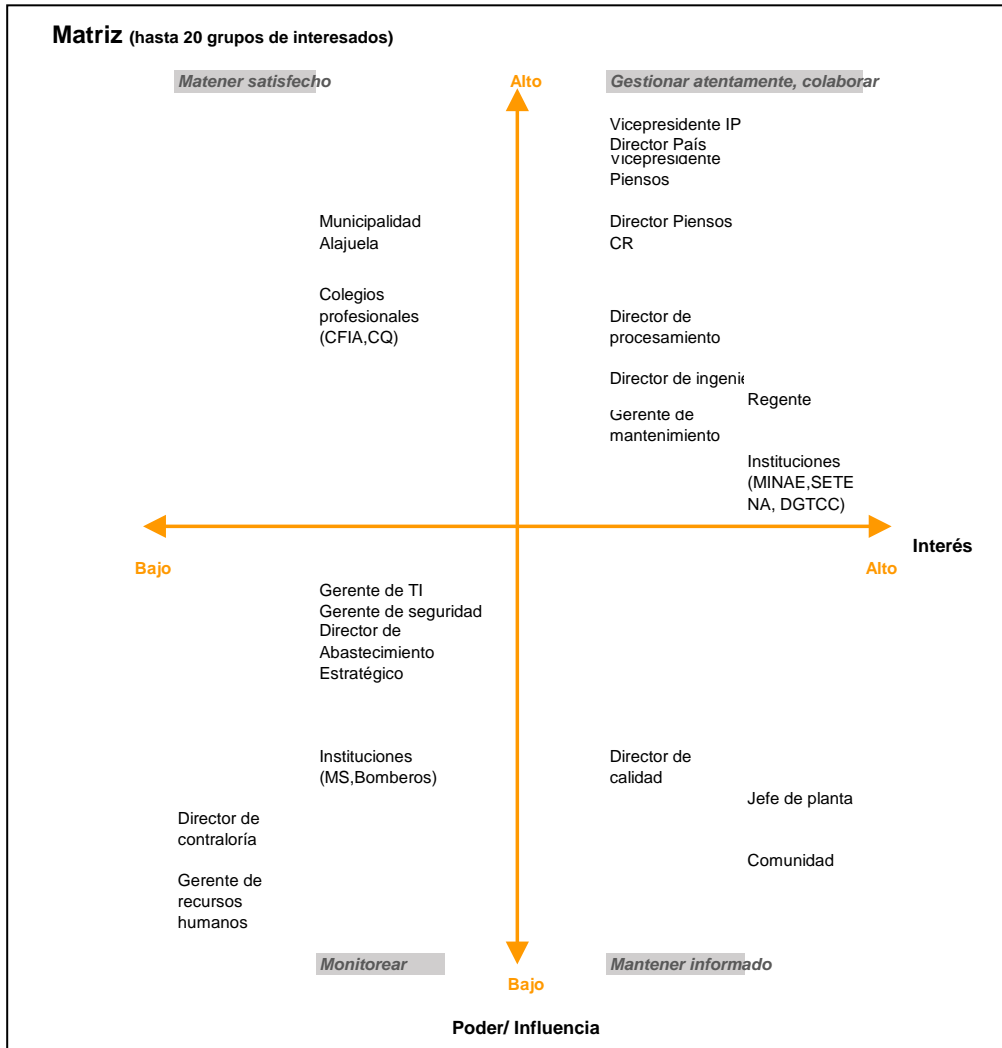 Matriz (hasta 20 grupos de interesados)
Matener satisfecho
Alto
Gestionar atentamente, colaborar
Vicepresidente IP
Director País
Vicepresidente
Piensos
Municipalidad
Alajuela
Director Piensos
CR
Colegios
profesionales
(CFIA,CQ)
Director de
procesamiento
Director de ingenie
Regente
Gerente de
mantenimiento
Instituciones
(MINAE,SETE
NA, DGTCC)
Interés
Bajo
Alto
Gerente de TI
Gerente de seguridad
Director de
Abastecimiento
Estratégico
Instituciones
(MS,Bomberos)
Director de
calidad
Jefe de planta
Director de
contraloría
Comunidad
Gerente de
recursos
humanos
Monitorear
Mantener informado
Bajo
Poder/ Influencia